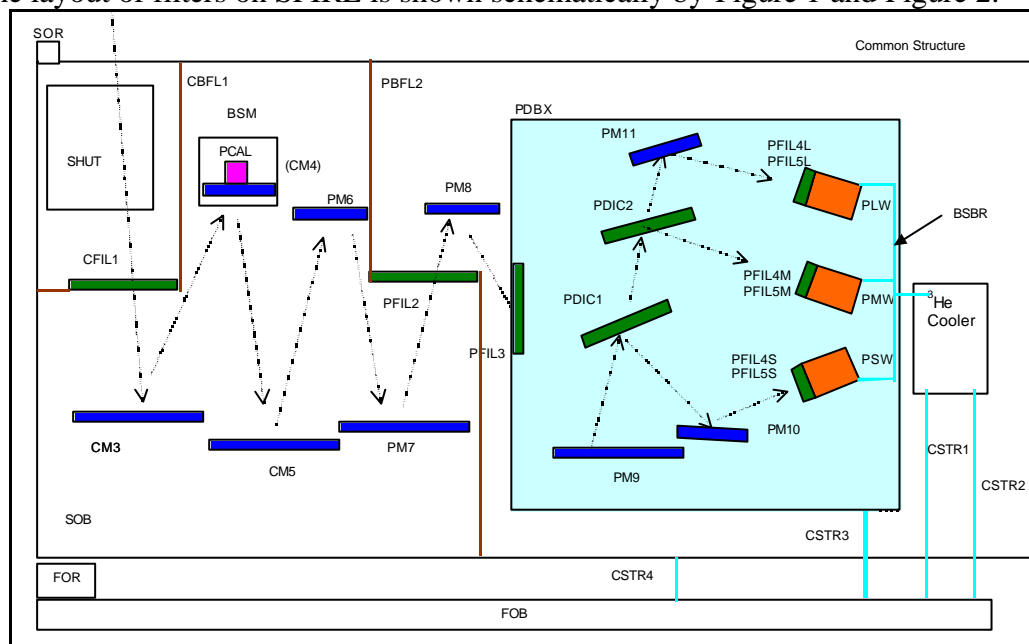 The layout of filters on SPIRE is shown schematically by Figure 1 and Figure 2.
SOR
Common Structure
CBFL1
PBFL2
BSM
PDBX
PCAL
(CM4)
SHUT
PM11
PFIL4L
PFIL5L
PM6
PM8
PLW
BSBR
PDIC2
CFIL1
PFIL4M
PFIL5M
PMW
PFIL2
PDIC1
3He
Cooler
PFIL3
PFIL4S
PFIL5S
PSW
CM3
CM5
PM7
PM10
PM9
CSTR1
CSTR2
SOB
CSTR3
CSTR4
FOR
FOB